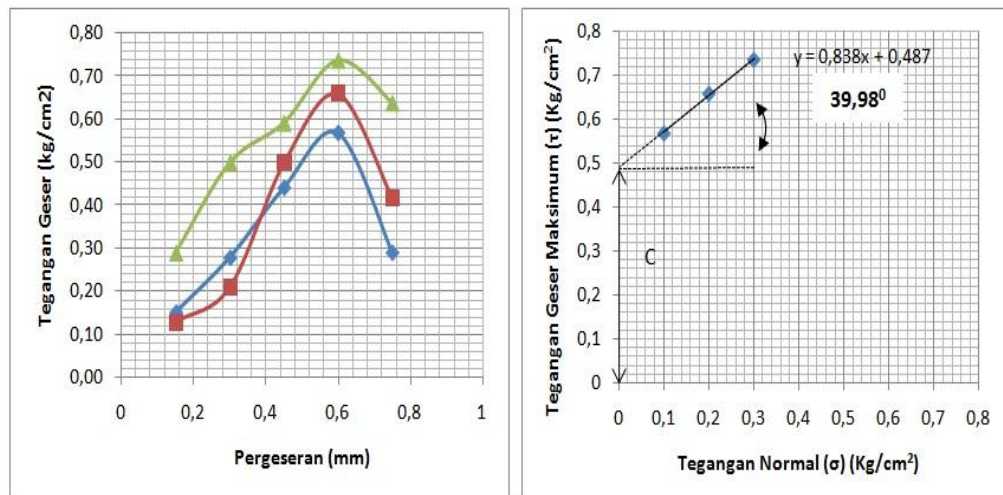 Tegangan Geser (kg/cm2)
0,80
0,70
0,60
0,50
0,40
0,30
0,20
0,10
0,00
0 0,2 0,4 0,6 0,8 1
Pergeseran (mm)
Tegangan Geser Maksimum (τ) (Kg/cm²)
0,8
0,7
0,6
0,5
0,4
0,3
0,2
0,1
0
y = 0,838x + 0,487
39,98⁰
C
0 0,1 0,2 0,3 0,4 0,5 0,6 0,7 0,8
Tegangan Normal (σ) (Kg/cm²)